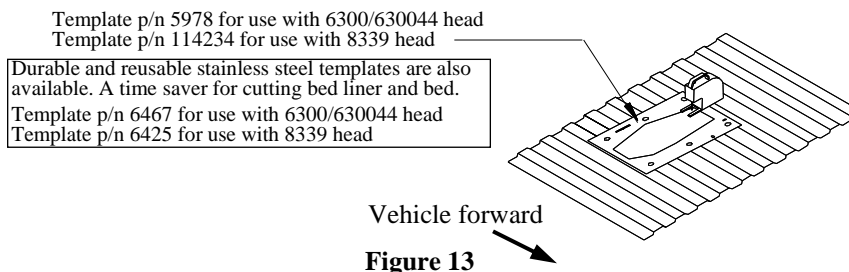 Template p/n 5978 for use with 6300/630044 head
Template p/n 114234 for use with 8339 head
Durable and reusable stainless steel templates are also
available. A time saver for cutting bed liner and bed.
Template p/n 6467 for use with 6300/630044 head
Template p/n 6425 for use with 8339 head
Vehicle forward
Figure 13